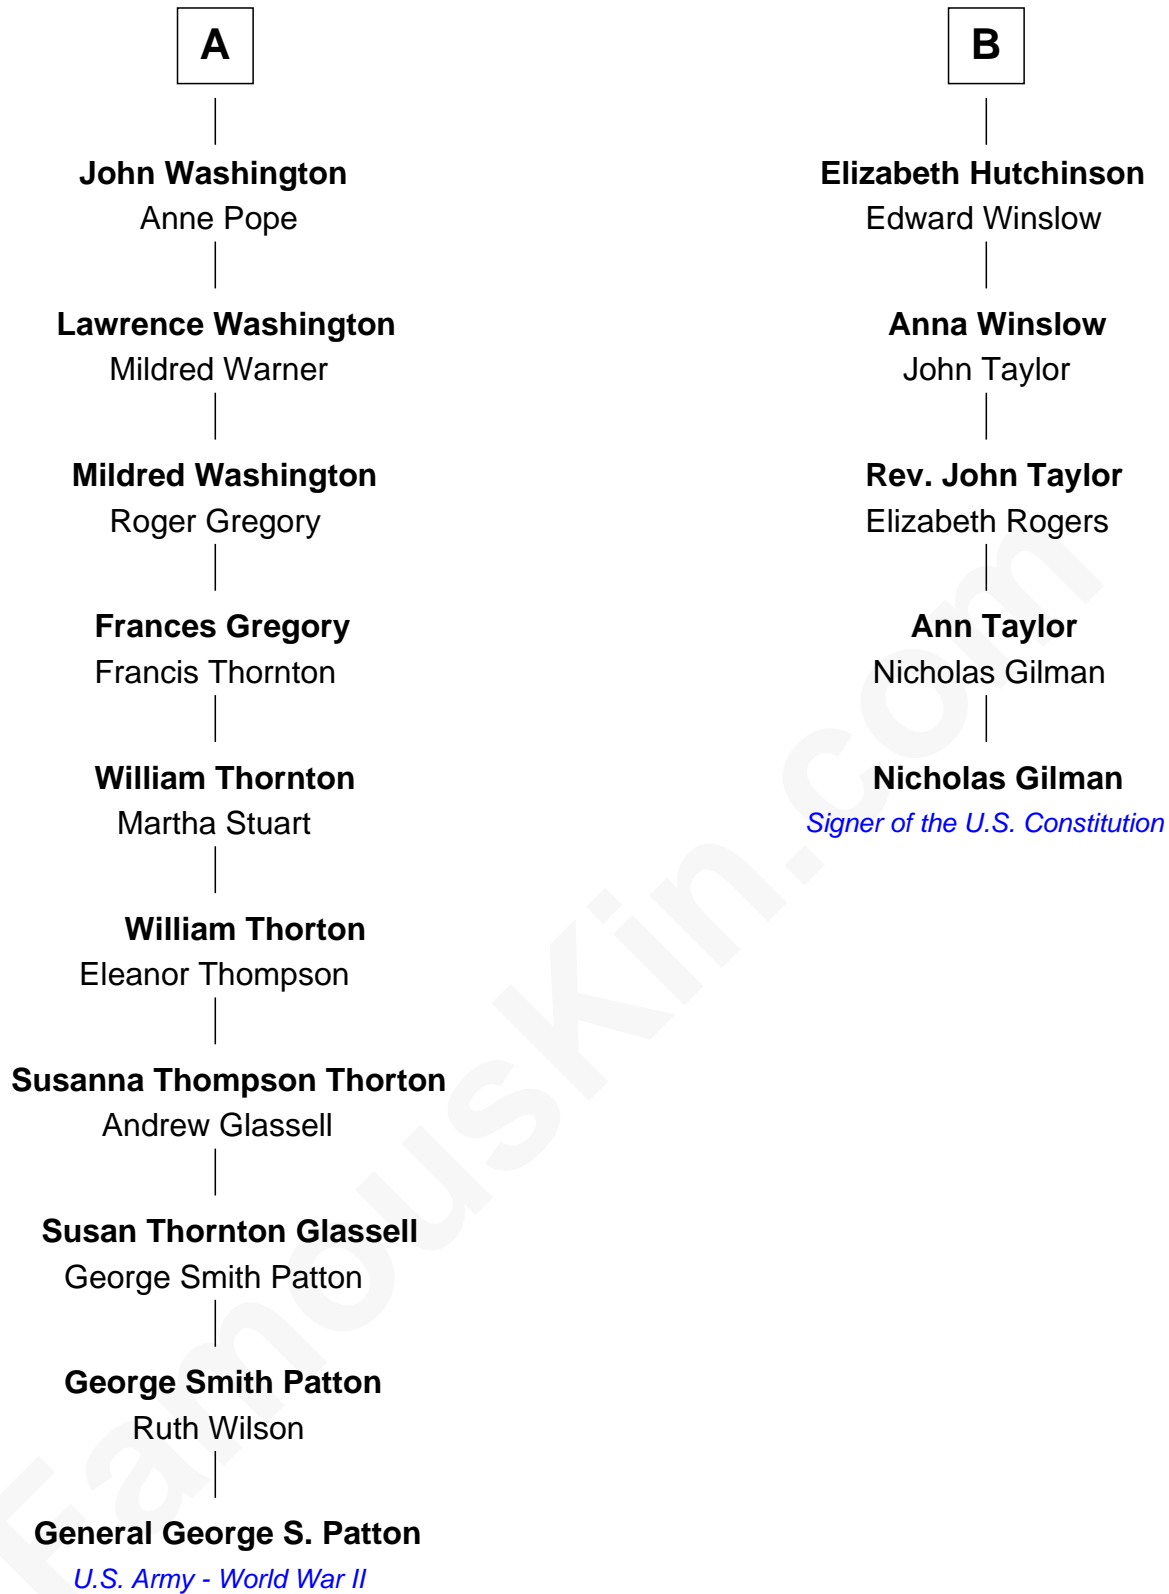 A
John Washington
Anne Pope
Lawrence Washington
Mildred Warner
Mildred Washington
Roger Gregory
Frances Gregory
Francis Thornton
William Thornton
Martha Stuart
William Thorton
Eleanor Thompson
Susanna Thompson Thorton
Andrew Glassell
Susan Thornton Glassell
George Smith Patton
George Smith Patton
Ruth Wilson
General George S. Patton
U.S. Army - World War II
B
Elizabeth Hutchinson
Edward Winslow
Anna Winslow
John Taylor
Rev. John Taylor
Elizabeth Rogers
Ann Taylor
Nicholas Gilman
Nicholas Gilman
Signer of the U.S. Constitution
FamousKin.com